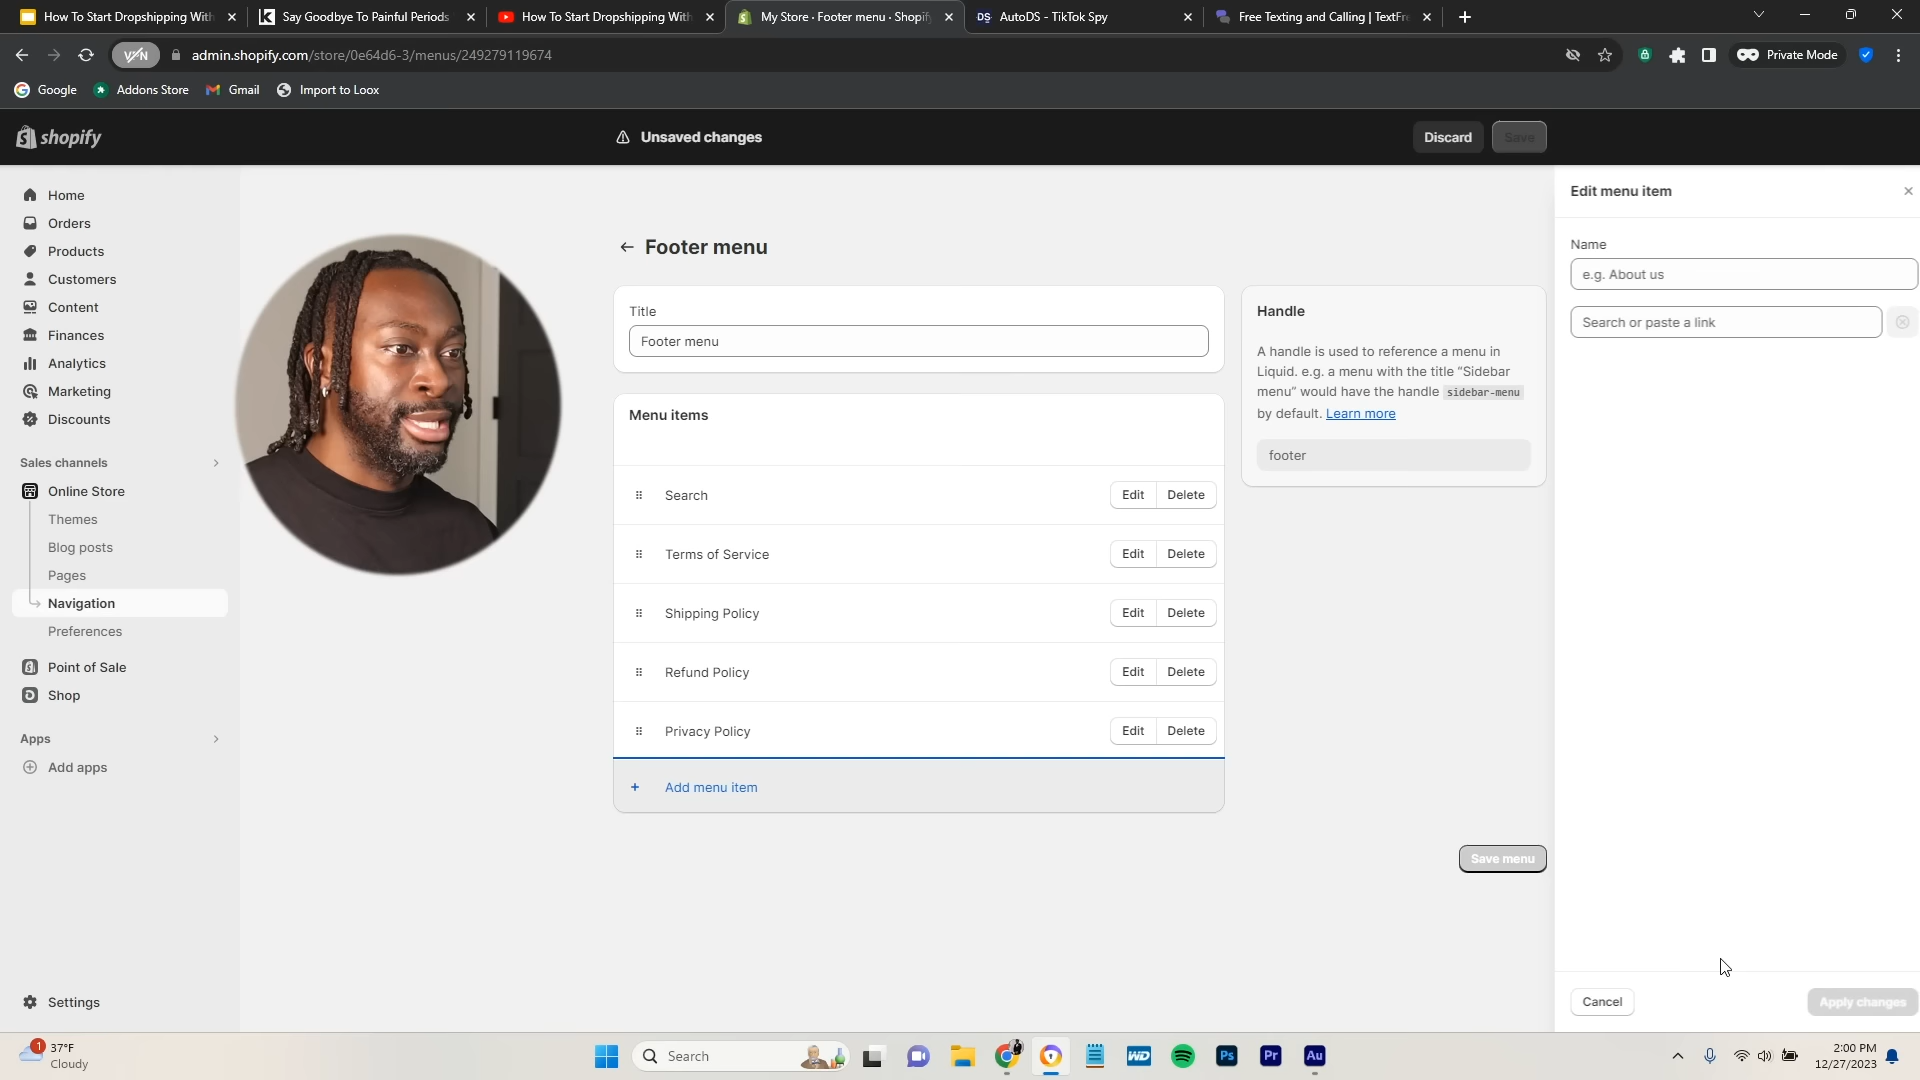 How To Start Dropshipping With
Say Goodbye To Painful Periods
How To Start Dropshipping With
My Store · Footer menu · Shopify
AutoDS - TikTok Spy
Free Texting and Calling | TextFre
VPN
admin.shopify.com/store/0e64d6-3/menus/249279119674
Private Mode
Google
Addons Store
Gmail
Import to Loox
shopify
Unsaved changes
Discard
Save
Home
Orders
Products
Customers
Content
Finances
Analytics
Marketing
Discounts
Sales channels
Online Store
Themes
Blog posts
Pages
Navigation
Preferences
Point of Sale
Shop
Apps
Add apps
Settings
Footer menu
Title
Footer menu
Menu items
Search
Edit
Delete
Terms of Service
Edit
Delete
Shipping Policy
Edit
Delete
Refund Policy
Edit
Delete
Privacy Policy
Edit
Delete
+ Add menu item
Handle
A handle is used to reference a menu in
Liquid. e.g. a menu with the title “Sidebar
menu” would have the handle sidebar-menu
by default. Learn more
footer
Save menu
Edit menu item
Name
e.g. About us
Search or paste a link
Cancel
Apply changes
1
37°F
Cloudy
Search
WD
Ps
Pr
Au
2:00 PM
12/27/2023